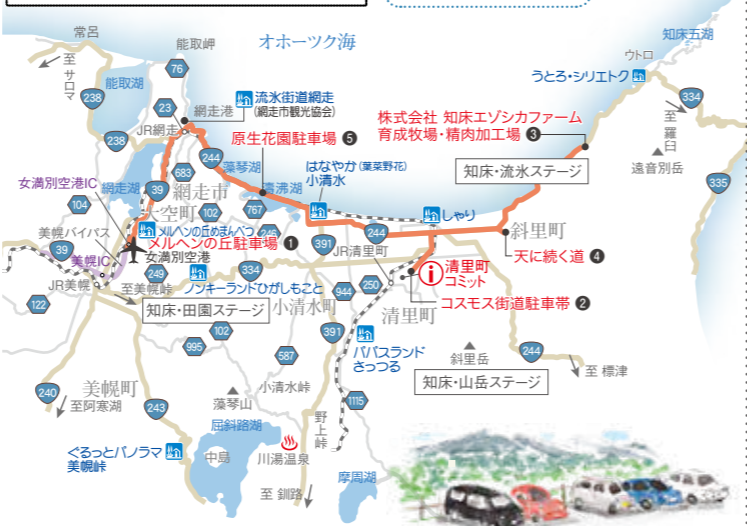 常呂
至 サロマ
能取岬
オホーツク海
知床五湖
ウトロ
うとろ・シリエトク
76
能取湖
238
網走港
流氷街道網走
(網走市観光協会)
23
JR網走
334
至 羅臼
238
原生花園駐車場 ❺
株式会社 知床エゾシカファーム
育成牧場・精肉加工場 ❸
244
藻琴湖
はなやか(葉菜野花)
小清水
遠音別岳
知床・流氷ステージ
女満別空港IC
網走湖
39
683
網走市
335
104
大空町
102
767
濤沸湖
しゃり
美幌バイパス
メルヘンの丘めまんべつ
246
メルヘンの丘駐車場 ❶
391
244
斜里町
39
女満別空港
JR清里町
天に続く道 ❹
美幌IC
249
334
清里町
コミット
JR美幌
至美幌峠
ノンキーランドひがしもこと
944
250
コスモス街道駐車帯 ❷
122
知床・田園ステージ
小清水町
清里町
102
391
995
パパスランド
さっつる
斜里岳
244
587
至 標津
美幌町
小清水峠
知床・山岳ステージ
240
藻琴山
1115
至阿寒湖
243
野上峠
屈斜路湖
ぐるっとパノラマ
美幌峠
中島
川湯温泉
摩周湖
至 釧路